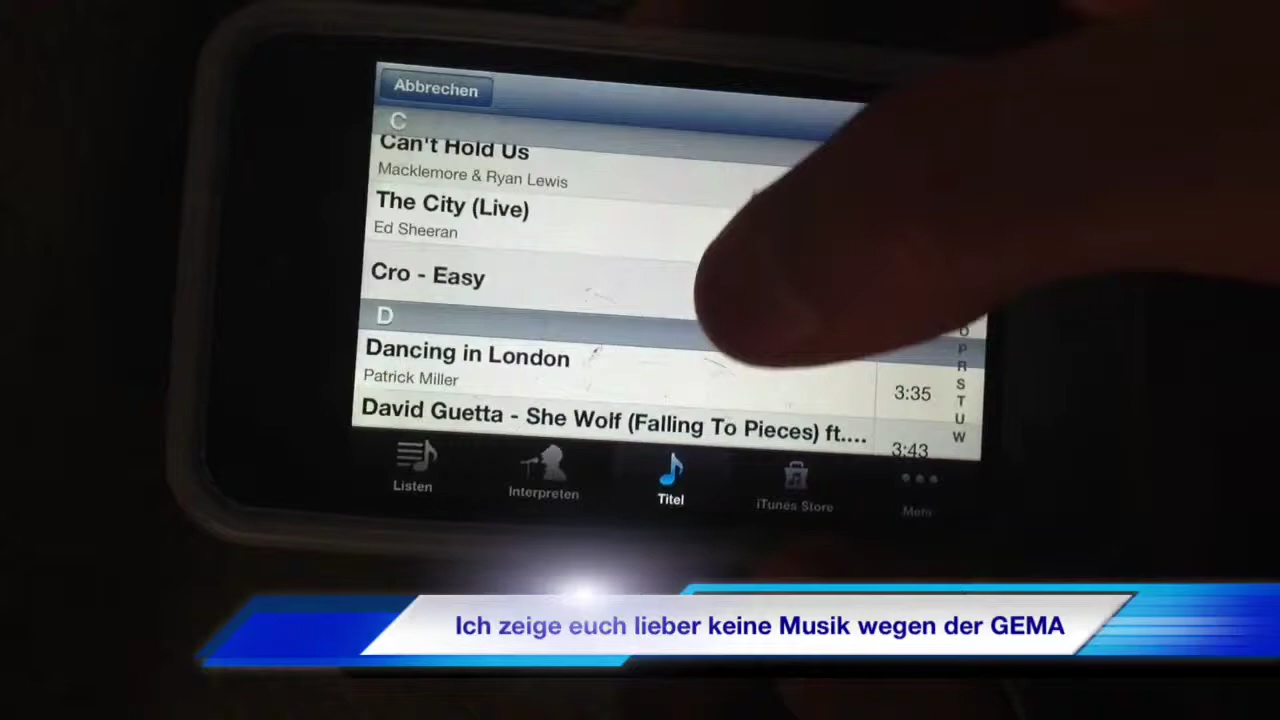 Abbrechen
C
Can't Hold Us
Macklemore & Ryan Lewis
The City (Live)
Ed Sheeran
Cro - Easy
D
Dancing in London
Patrick Miller
3:35
David Guetta - She Wolf (Falling To Pieces) ft....
3:43
O
P
R
S
T
U
W
Listen
Interpreten
Titel
iTunes Store
Mehr
Ich zeige euch lieber keine Musik wegen der GEMA